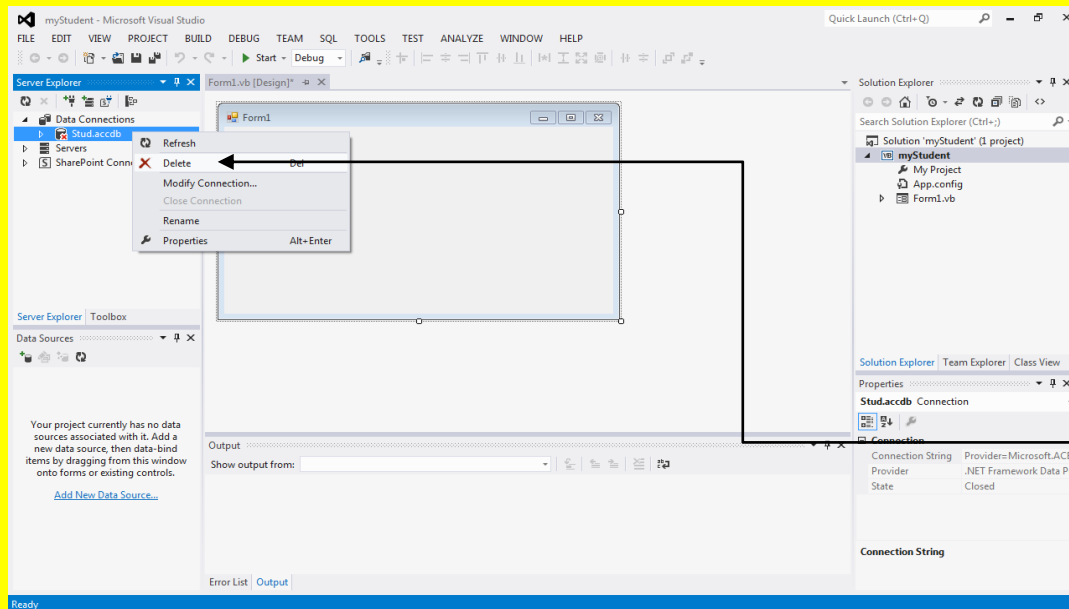 myStudent - Microsoft Visual Studio
Quick Launch (Ctrl+Q)
FILE EDIT VIEW PROJECT BUILD DEBUG TEAM SQL TOOLS TEST ANALYZE WINDOW HELP
Start Debug
Server Explorer
Data Connections
Stud.accdb
Servers
SharePoint Conn
Refresh
Delete Del
Modify Connection...
Close Connection
Rename
Properties Alt+Enter
Server Explorer Toolbox
Data Sources
Your project currently has no data
sources associated with it. Add a
new data source, then data-bind
items by dragging from this window
onto forms or existing controls.
Add New Data Source...
Form1.vb [Design]*
Form1
Output
Show output from:
Error List Output
Solution Explorer
Search Solution Explorer (Ctrl+;)
Solution 'myStudent' (1 project)
VB myStudent
My Project
App.config
Form1.vb
Solution Explorer Team Explorer Class View
Properties
Stud.accdb Connection
Connection
Connection String Provider=Microsoft.ACE
Provider .NET Framework Data P
State Closed
Connection String
Ready